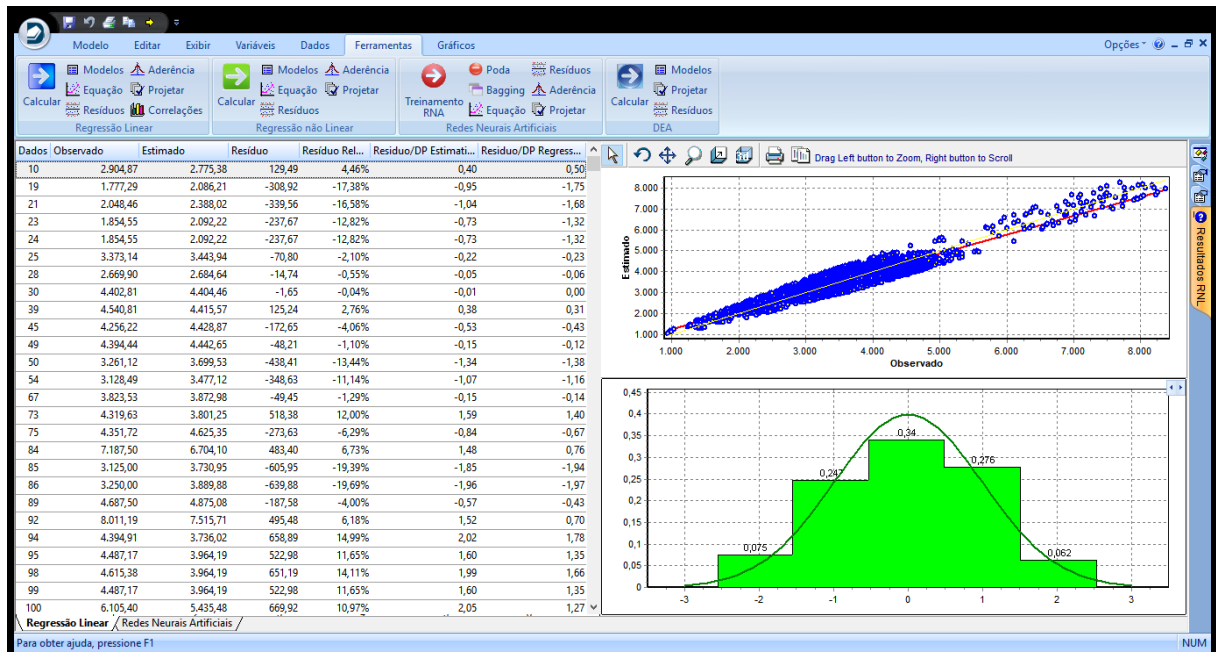 Modelo Editar Exibir Variáveis Dados Ferramentas Gráficos Opções
Calcular Modelos Aderência Equação Projetar Resíduos Correlações
Regressão Linear
Calcular Modelos Aderência Equação Projetar Resíduos
Regressão não Linear
Treinamento RNA Poda Resíduos Bagging Aderência Equação Projetar
Redes Neurais Artificiais
Calcular Modelos Projetar Resíduos
DEA
Dados Observado Estimado Resíduo Resíduo Rel... Residuo/DP Estimati... Residuo/DP Regress...
10 2.904,87 2.775,38 129,49 4,46% 0,40 0,50
19 1.777,29 2.086,21 -308,92 -17,38% -0,95 -1,75
21 2.048,46 2.388,02 -339,56 -16,58% -1,04 -1,68
23 1.854,55 2.092,22 -237,67 -12,82% -0,73 -1,32
24 1.854,55 2.092,22 -237,67 -12,82% -0,73 -1,32
25 3.373,14 3.443,94 -70,80 -2,10% -0,22 -0,23
28 2.669,90 2.684,64 -14,74 -0,55% -0,05 -0,06
30 4.402,81 4.404,46 -1,65 -0,04% -0,01 0,00
39 4.540,81 4.415,57 125,24 2,76% 0,38 0,31
45 4.256,22 4.428,87 -172,65 -4,06% -0,53 -0,43
49 4.394,44 4.442,65 -48,21 -1,10% -0,15 -0,12
50 3.261,12 3.699,53 -438,41 -13,44% -1,34 -1,38
54 3.128,49 3.477,12 -348,63 -11,14% -1,07 -1,16
67 3.823,53 3.872,98 -49,45 -1,29% -0,15 -0,14
73 4.319,63 3.801,25 518,38 12,00% 1,59 1,40
75 4.351,72 4.625,35 -273,63 -6,29% -0,84 -0,67
84 7.187,50 6.704,10 483,40 6,73% 1,48 0,76
85 3.125,00 3.730,95 -605,95 -19,39% -1,85 -1,94
86 3.250,00 3.889,88 -639,88 -19,69% -1,96 -1,97
89 4.687,50 4.875,08 -187,58 -4,00% -0,57 -0,43
92 8.011,19 7.515,71 495,48 6,18% 1,52 0,70
94 4.394,91 3.736,02 658,89 14,99% 2,02 1,78
95 4.487,17 3.964,19 522,98 11,65% 1,60 1,35
98 4.615,38 3.964,19 651,19 14,11% 1,99 1,66
99 4.487,17 3.964,19 522,98 11,65% 1,60 1,35
100 6.105,40 5.435,48 669,92 10,97% 2,05 1,27
Regressão Linear Redes Neurais Artificiais
Drag Left button to Zoom, Right button to Scroll
8.000
7.000
6.000
5.000
4.000
3.000
2.000
1.000
Estimado
1.000 2.000 3.000 4.000 5.000 6.000 7.000 8.000
Observado
0,45
0,4
0,35
0,3
0,25
0,2
0,15
0,1
0,05
0
0,075 0,247 0,34 0,276 0,062
-3 -2 -1 0 1 2 3
Resultados RNL
Para obter ajuda, pressione F1
NUM